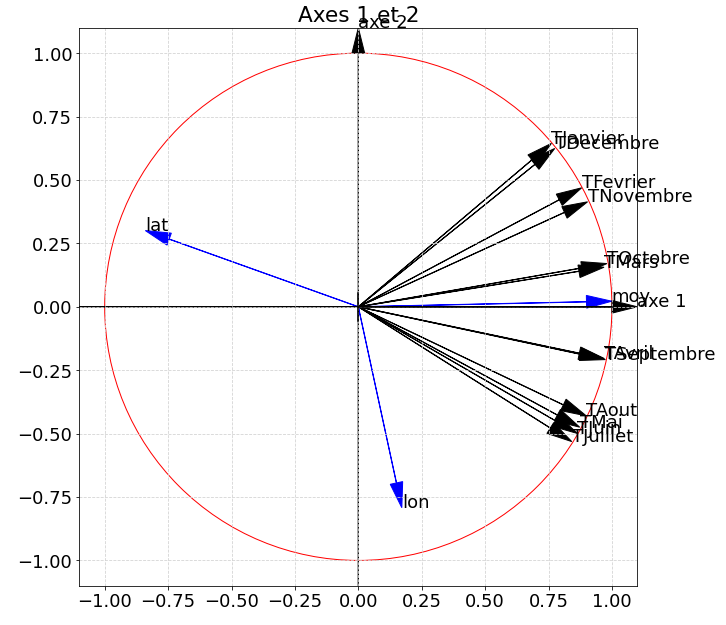 Axes 1 et 2
axe 2
1.00
TJanvier
TDecembre
0.75
TFevrier
TNovembre
0.50
lat
0.25
TOctobre
TMars
moy
axe 1
0.00
TAvril
TSeptembre
−0.25
TAout
TMai
TJuin
TJuillet
−0.50
lon
−0.75
−1.00
−1.00 −0.75 −0.50 −0.25 0.00 0.25 0.50 0.75 1.00